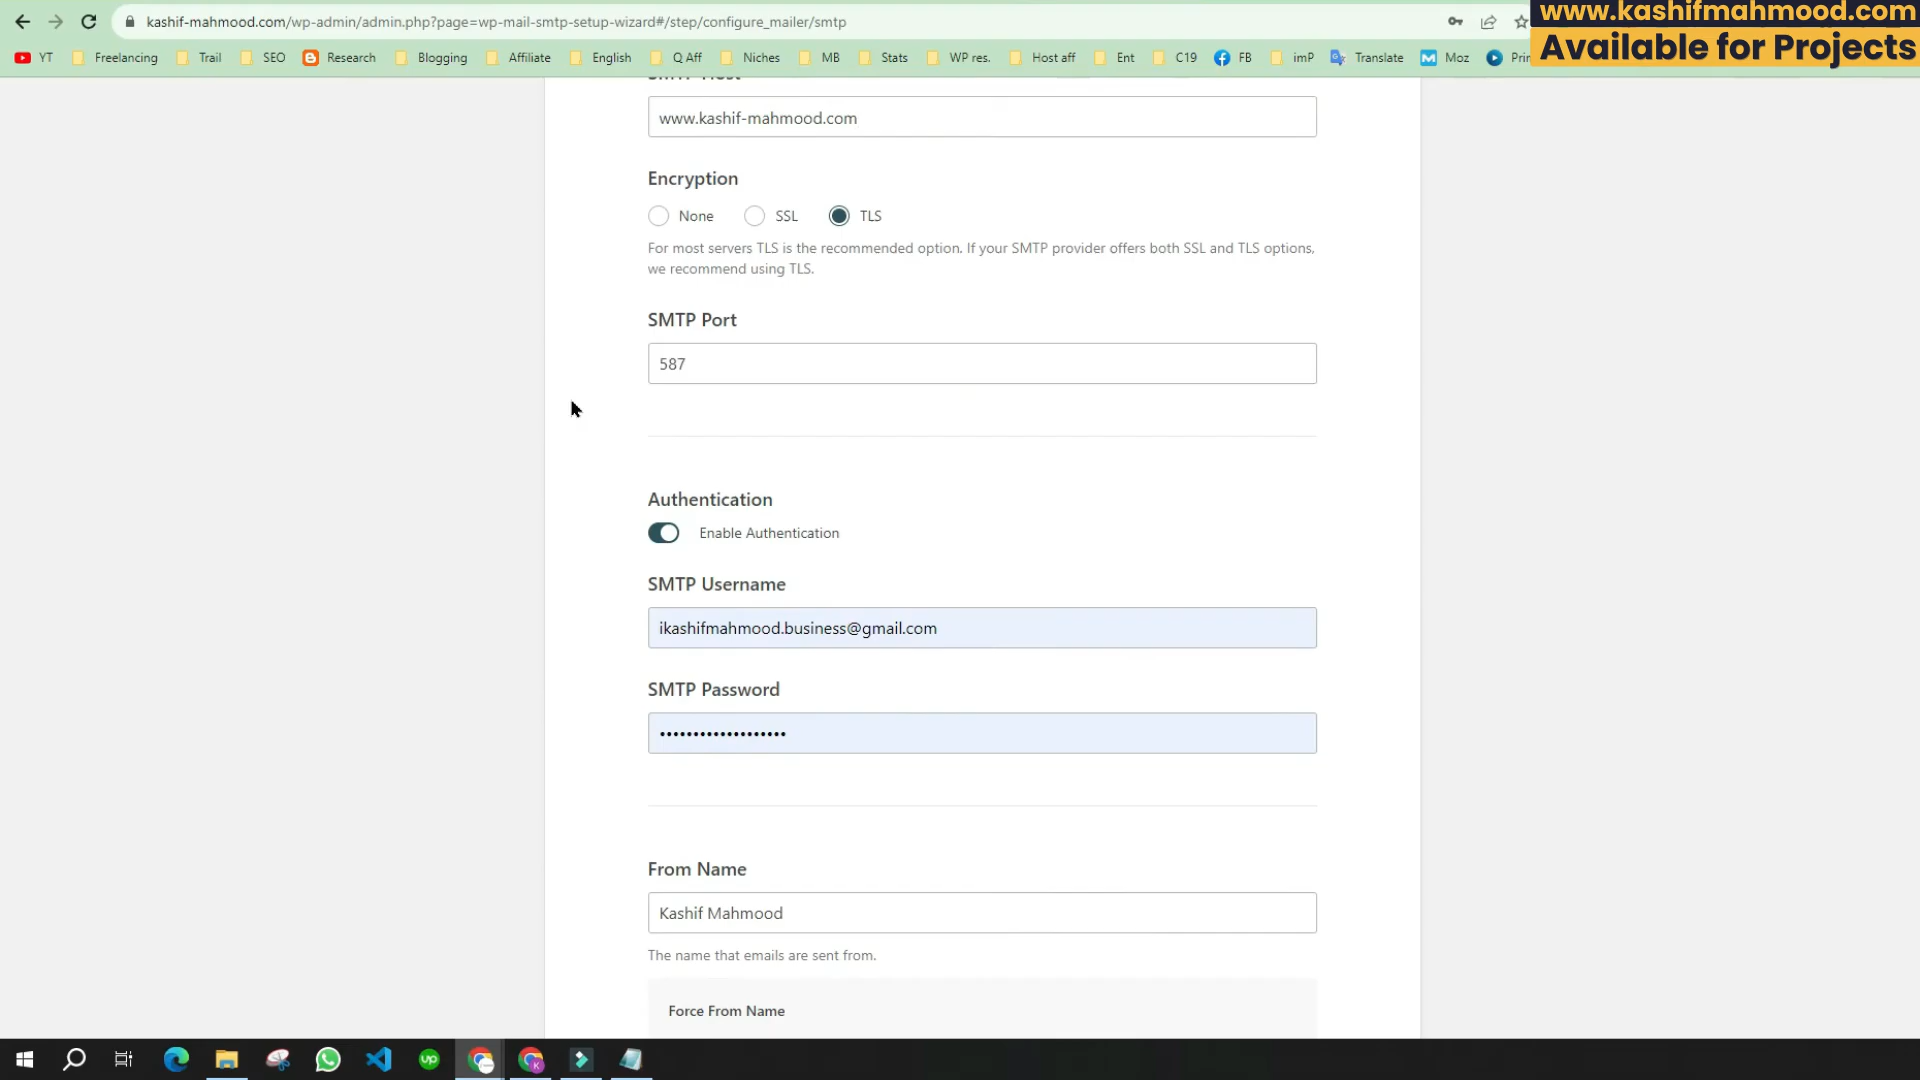 kashif-mahmood.com/wp-admin/admin.php?page=wp-mail-smtp-setup-wizard#/step/configure_mailer/smtp
www.kashifmahmood.com
Available for Projects
YT Freelancing Trail SEO Research Blogging Affiliate English Q Aff Niches MB Stats WP res. Host aff Ent C19 FB imP Translate Moz
www.kashif-mahmood.com
Encryption
None SSL TLS
For most servers TLS is the recommended option. If your SMTP provider offers both SSL and TLS options,
we recommend using TLS.
SMTP Port
587
Authentication
Enable Authentication
SMTP Username
ikashifmahmood.business@gmail.com
SMTP Password
•••••••••••••••••••
From Name
Kashif Mahmood
The name that emails are sent from.
Force From Name